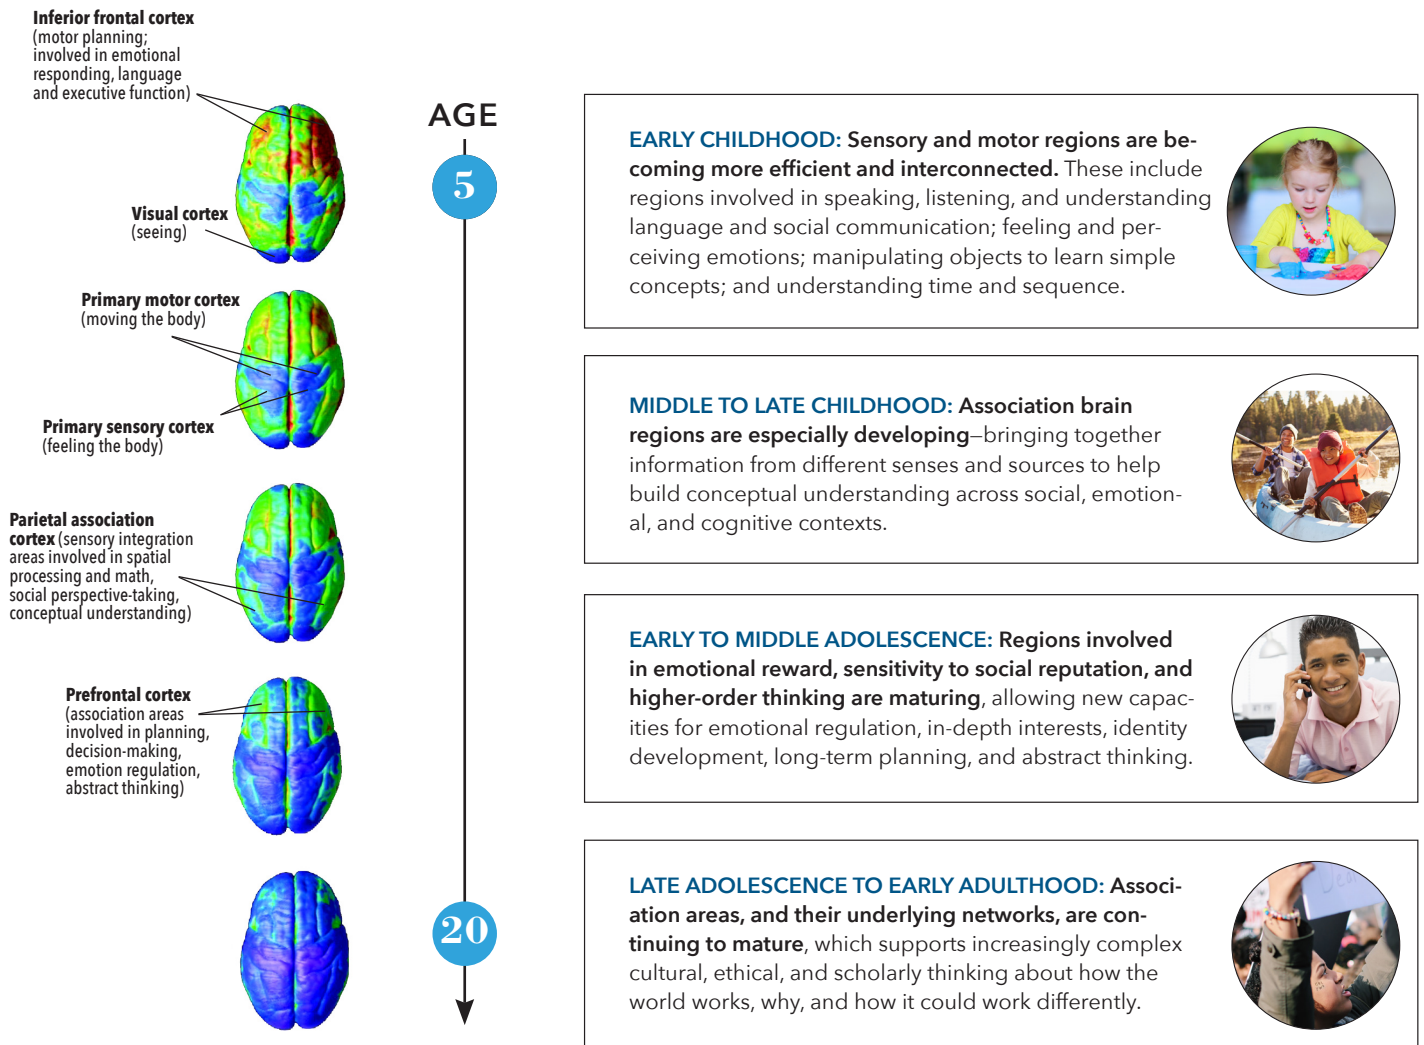 Inferior frontal cortex
(motor planning;
involved in emotional
responding, language
and executive function)
Visual cortex
(seeing)
Primary motor cortex
(moving the body)
Primary sensory cortex
(feeling the body)
Parietal association
cortex (sensory integration
areas involved in spatial
processing and math,
social perspective-taking,
conceptual understanding)
Prefrontal cortex
(association areas
involved in planning,
decision-making,
emotion regulation,
abstract thinking)
AGE
5
20
EARLY CHILDHOOD: Sensory and motor regions are be-
coming more efficient and interconnected. These include
regions involved in speaking, listening, and understanding
language and social communication; feeling and per-
ceiving emotions; manipulating objects to learn simple
concepts; and understanding time and sequence.
MIDDLE TO LATE CHILDHOOD: Association brain
regions are especially developing—bringing together
information from different senses and sources to help
build conceptual understanding across social, emotion-
al, and cognitive contexts.
EARLY TO MIDDLE ADOLESCENCE: Regions involved
in emotional reward, sensitivity to social reputation, and
higher-order thinking are maturing, allowing new capac-
ities for emotional regulation, in-depth interests, identity
development, long-term planning, and abstract thinking.
LATE ADOLESCENCE TO EARLY ADULTHOOD: Associ-
ation areas, and their underlying networks, are con-
tinuing to mature, which supports increasingly complex
cultural, ethical, and scholarly thinking about how the
world works, why, and how it could work differently.